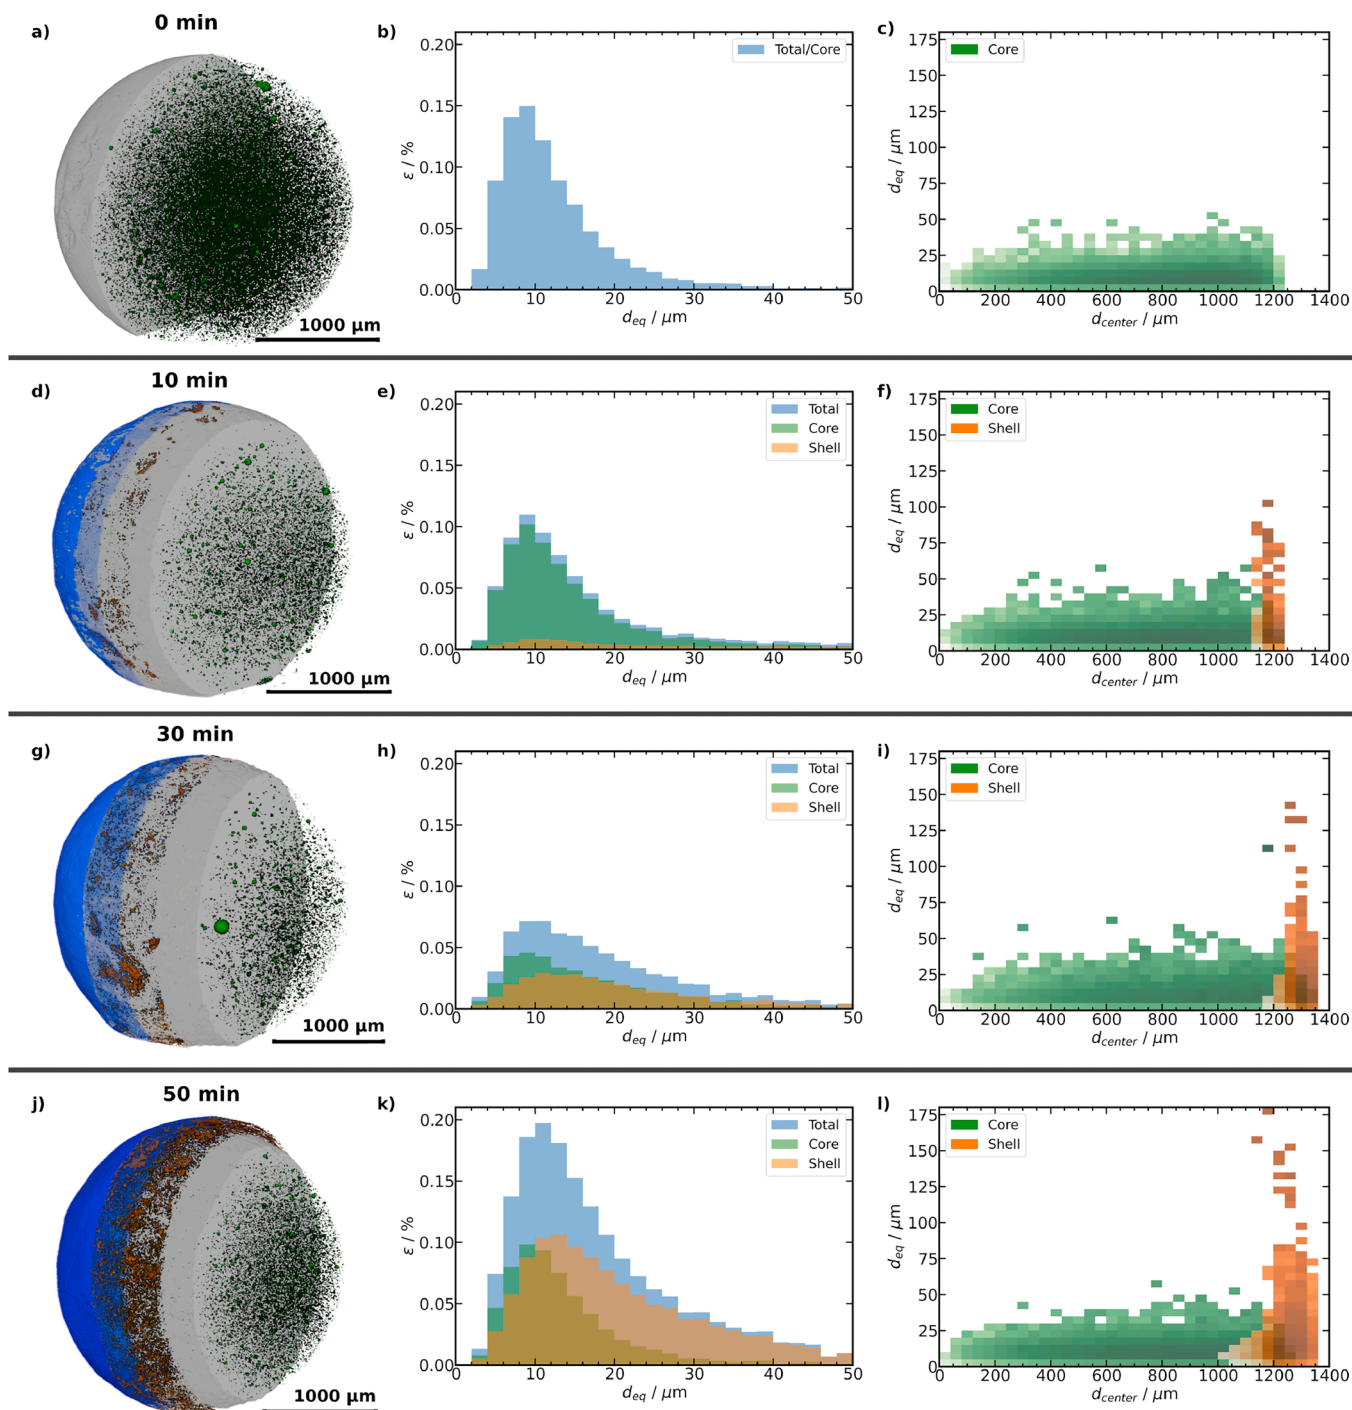 0 min
a)
1000 μm
b)
ε / %
0.20
0.15
0.10
0.05
0.00
0 10 20 30 40 50
d_eq / μm
Total/Core
c)
d_eq / μm
175
150
125
100
75
50
25
0
200 400 600 800 1000 1200 1400
d_center / μm
Core
10 min
d)
1000 μm
e)
ε / %
0.20
0.15
0.10
0.05
0.00
0 10 20 30 40 50
d_eq / μm
Total
Core
Shell
f)
d_eq / μm
175
150
125
100
75
50
25
0
200 400 600 800 1000 1200 1400
d_center / μm
Core
Shell
30 min
g)
1000 μm
h)
ε / %
0.20
0.15
0.10
0.05
0.00
0 10 20 30 40 50
d_eq / μm
Total
Core
Shell
i)
d_eq / μm
175
150
125
100
75
50
25
0
200 400 600 800 1000 1200 1400
d_center / μm
Core
Shell
50 min
j)
1000 μm
k)
ε / %
0.20
0.15
0.10
0.05
0.00
0 10 20 30 40 50
d_eq / μm
Total
Core
Shell
l)
d_eq / μm
175
150
125
100
75
50
25
0
200 400 600 800 1000 1200 1400
d_center / μm
Core
Shell